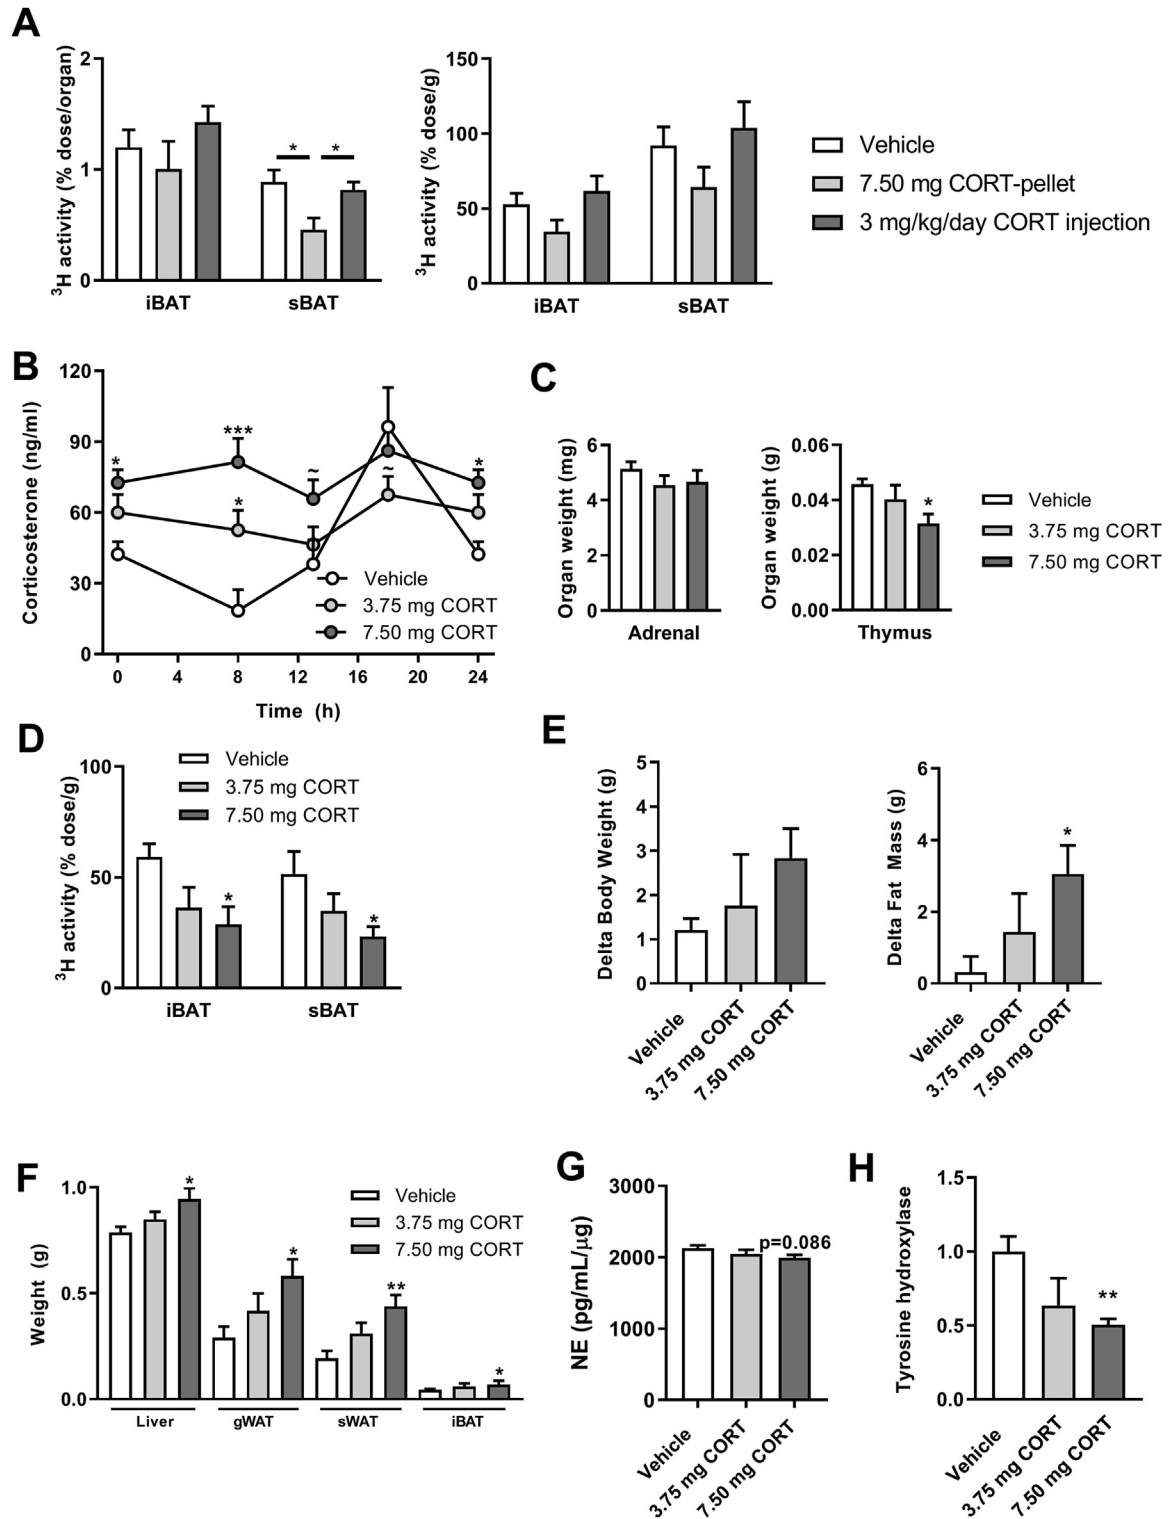 A
³H activity (% dose/organ)
2
1
0
* *
iBAT sBAT
³H activity (% dose/g)
150
100
50
0
iBAT sBAT
Vehicle
7.50 mg CORT-pellet
3 mg/kg/day CORT injection
B
Corticosterone (ng/ml)
120
90
60
30
0
* *** ~ ~ *
*
Vehicle
3.75 mg CORT
7.50 mg CORT
0 4 8 12 16 20 24
Time (h)
C
Organ weight (mg)
6
4
2
0
Adrenal
Organ weight (g)
0.06
0.04
0.02
0.00
*
Thymus
Vehicle
3.75 mg CORT
7.50 mg CORT
D
Vehicle
3.75 mg CORT
7.50 mg CORT
³H activity (% dose/g)
100
50
0
* *
iBAT sBAT
E
Delta Body Weight (g)
5
4
3
2
1
0
Vehicle
3.75 mg CORT
7.50 mg CORT
Delta Fat Mass (g)
6
4
2
0
*
Vehicle
3.75 mg CORT
7.50 mg CORT
F
Weight (g)
1.0
0.5
0.0
* * ** *
Vehicle
3.75 mg CORT
7.50 mg CORT
Liver gWAT sWAT iBAT
G
NE (pg/mL/µg)
3000
2000
1000
0
p=0.086
Vehicle
3.75 mg CORT
7.50 mg CORT
H
Tyrosine hydroxylase
1.5
1.0
0.5
0.0
**
Vehicle
3.75 mg CORT
7.50 mg CORT